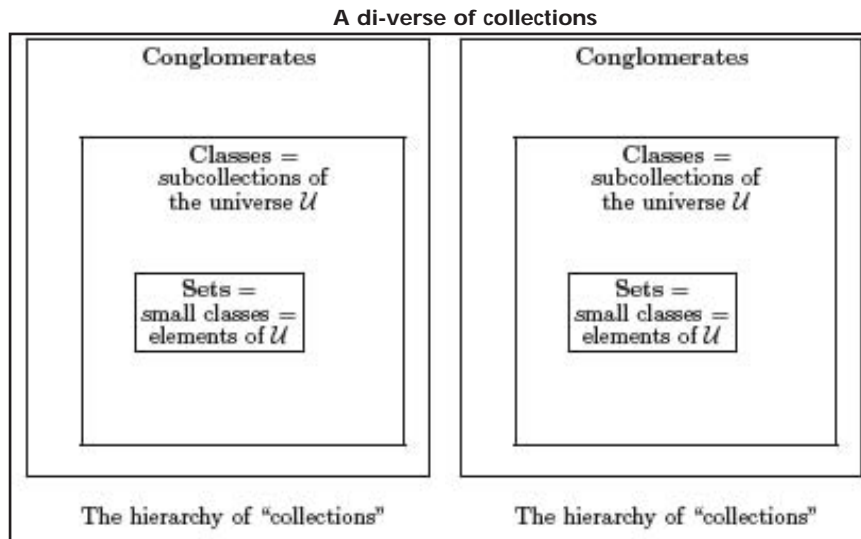 A di-verse of collections
Conglomerates
Classes =
subcollections of
the universe 𝒰
Sets =
small classes =
elements of 𝒰
The hierarchy of “collections”
Conglomerates
Classes =
subcollections of
the universe 𝒰
Sets =
small classes =
elements of 𝒰
The hierarchy of “collections”